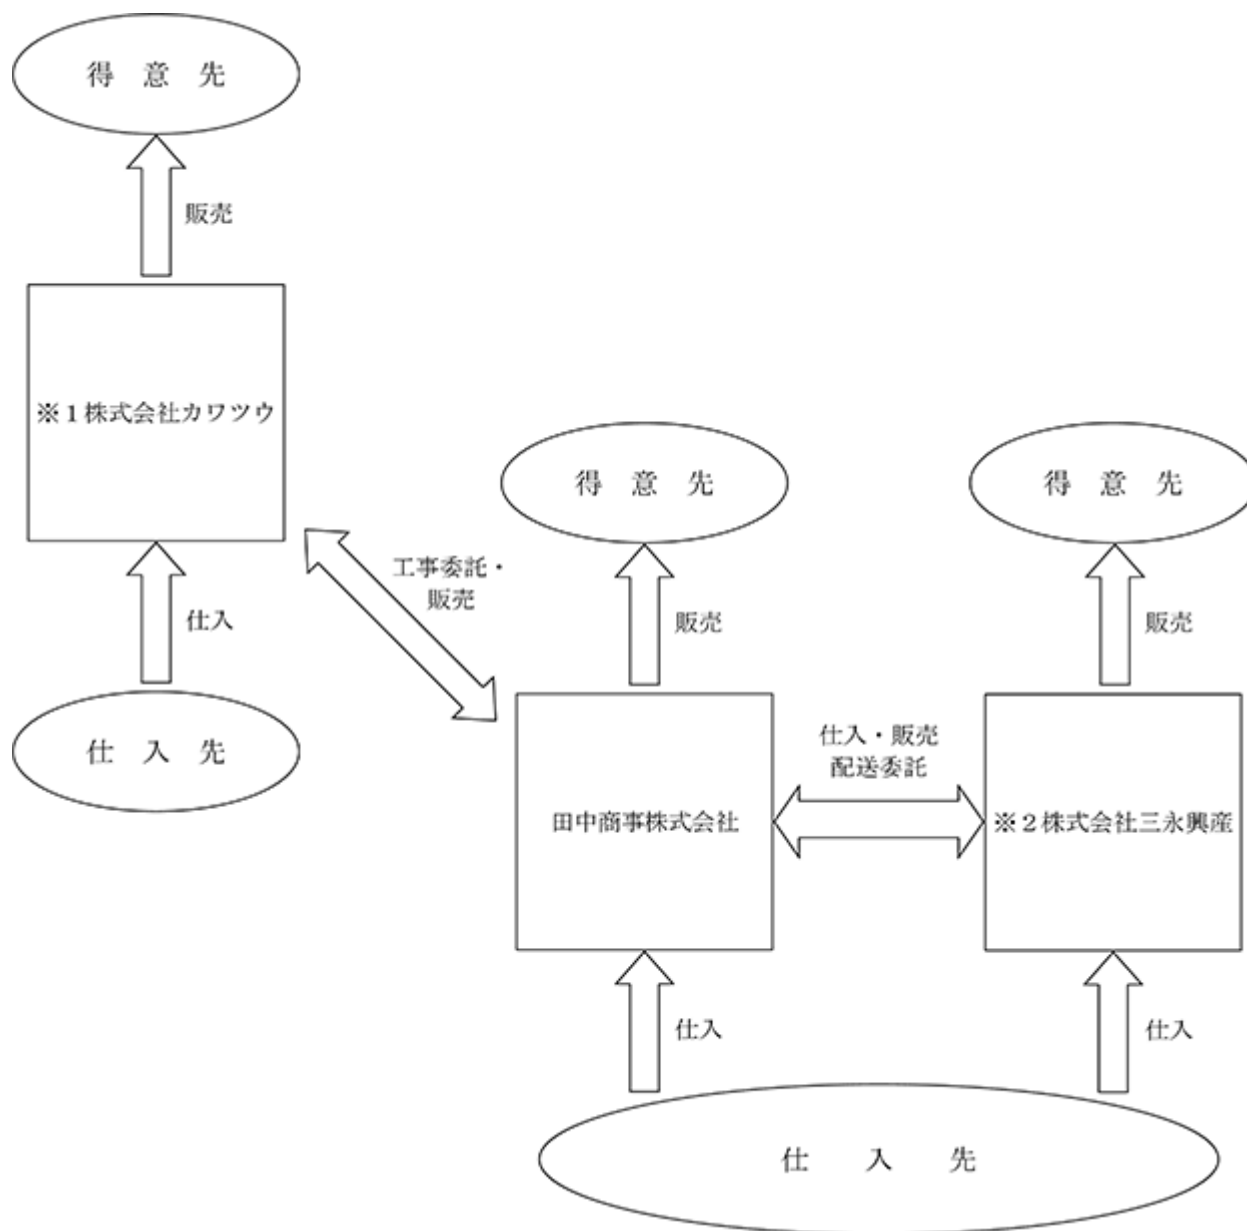 得 意 先
販売
※1株式会社カワツウ
仕入
仕 入 先
工事委託・
販売
得 意 先
販売
田中商事株式会社
仕入
仕入・販売
配送委託
得 意 先
販売
※2株式会社三永興産
仕入
仕 入 先